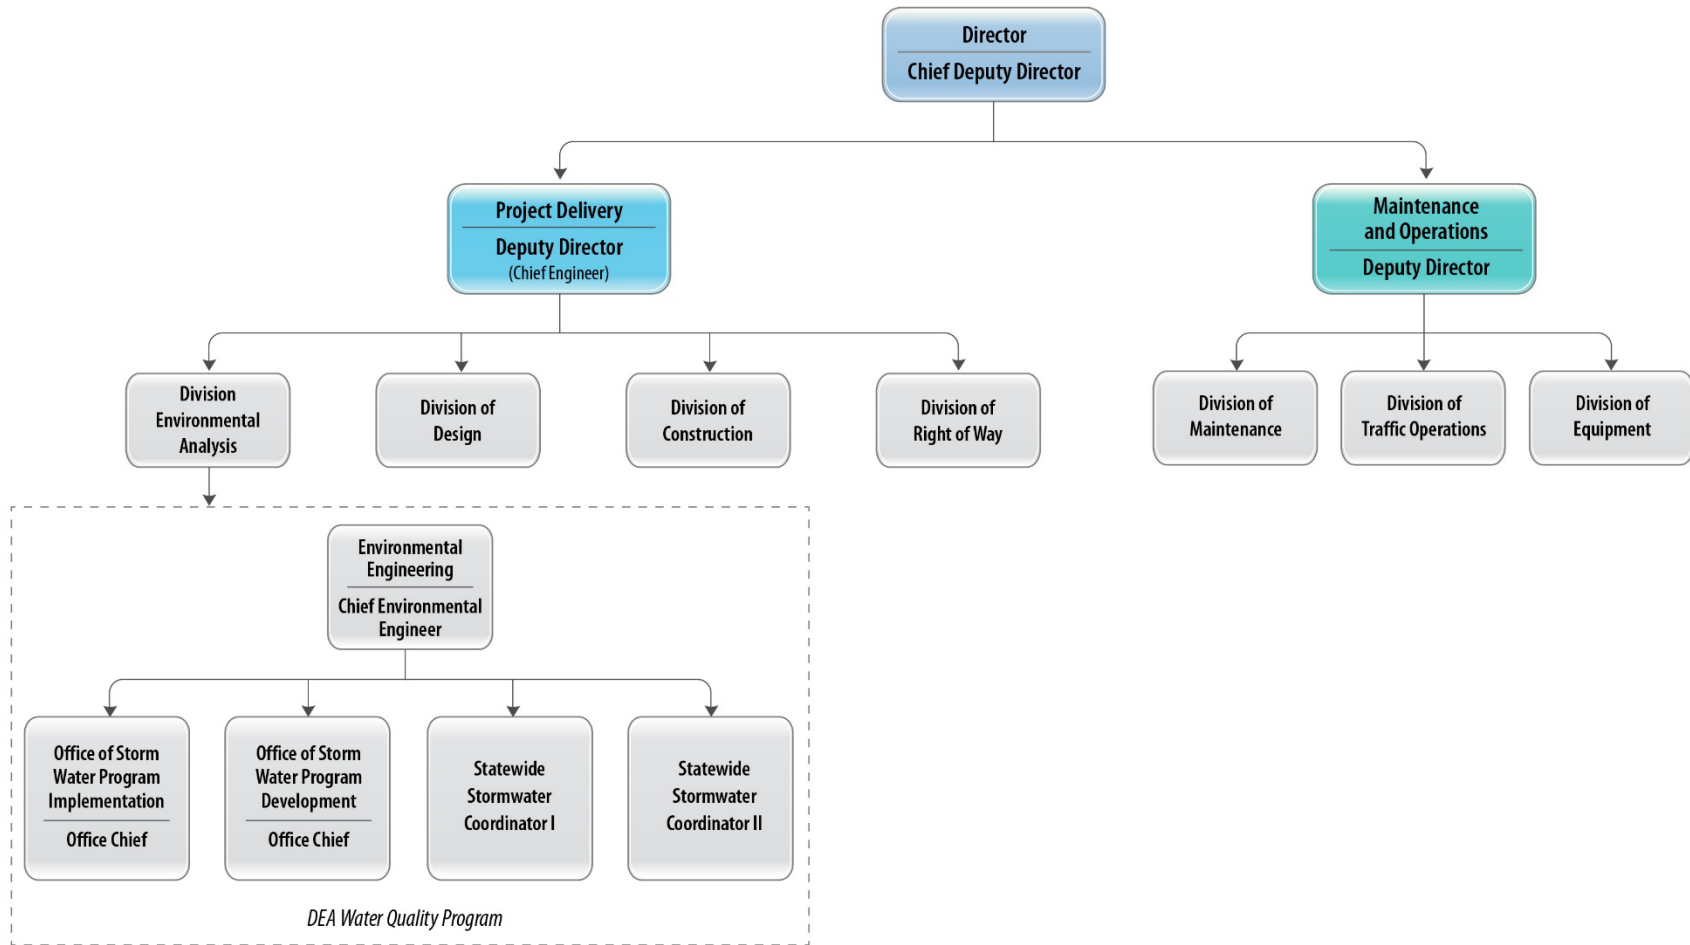 Director
Chief Deputy Director
Project Delivery
Deputy Director
(Chief Engineer)
Maintenance
and Operations
Deputy Director
Division
Environmental
Analysis
Division of
Design
Division of
Construction
Division of
Right of Way
Division of
Maintenance
Division of
Traffic Operations
Division of
Equipment
Environmental
Engineering
Chief Environmental
Engineer
Office of Storm
Water Program
Implementation
Office Chief
Office of Storm
Water Program
Development
Office Chief
Statewide
Stormwater
Coordinator I
Statewide
Stormwater
Coordinator II
DEA Water Quality Program